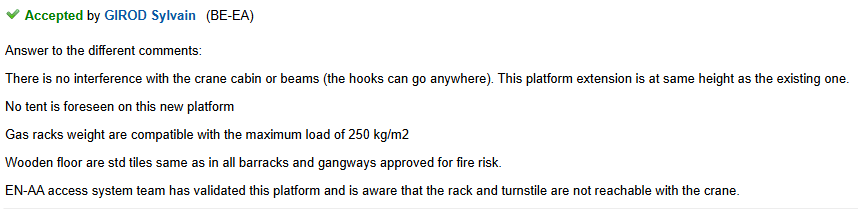 Accepted by GIROD Sylvain (BE-EA)
Answer to the different comments:
There is no interference with the crane cabin or beams (the hooks can go anywhere). This platform extension is at same height as the existing one.
No tent is foreseen on this new platform
Gas racks weight are compatible with the maximum load of 250 kg/m2
Wooden floor are std tiles same as in all barracks and gangways approved for fire risk.
EN-AA access system team has validated this platform and is aware that the rack and turnstile are not reachable with the crane.